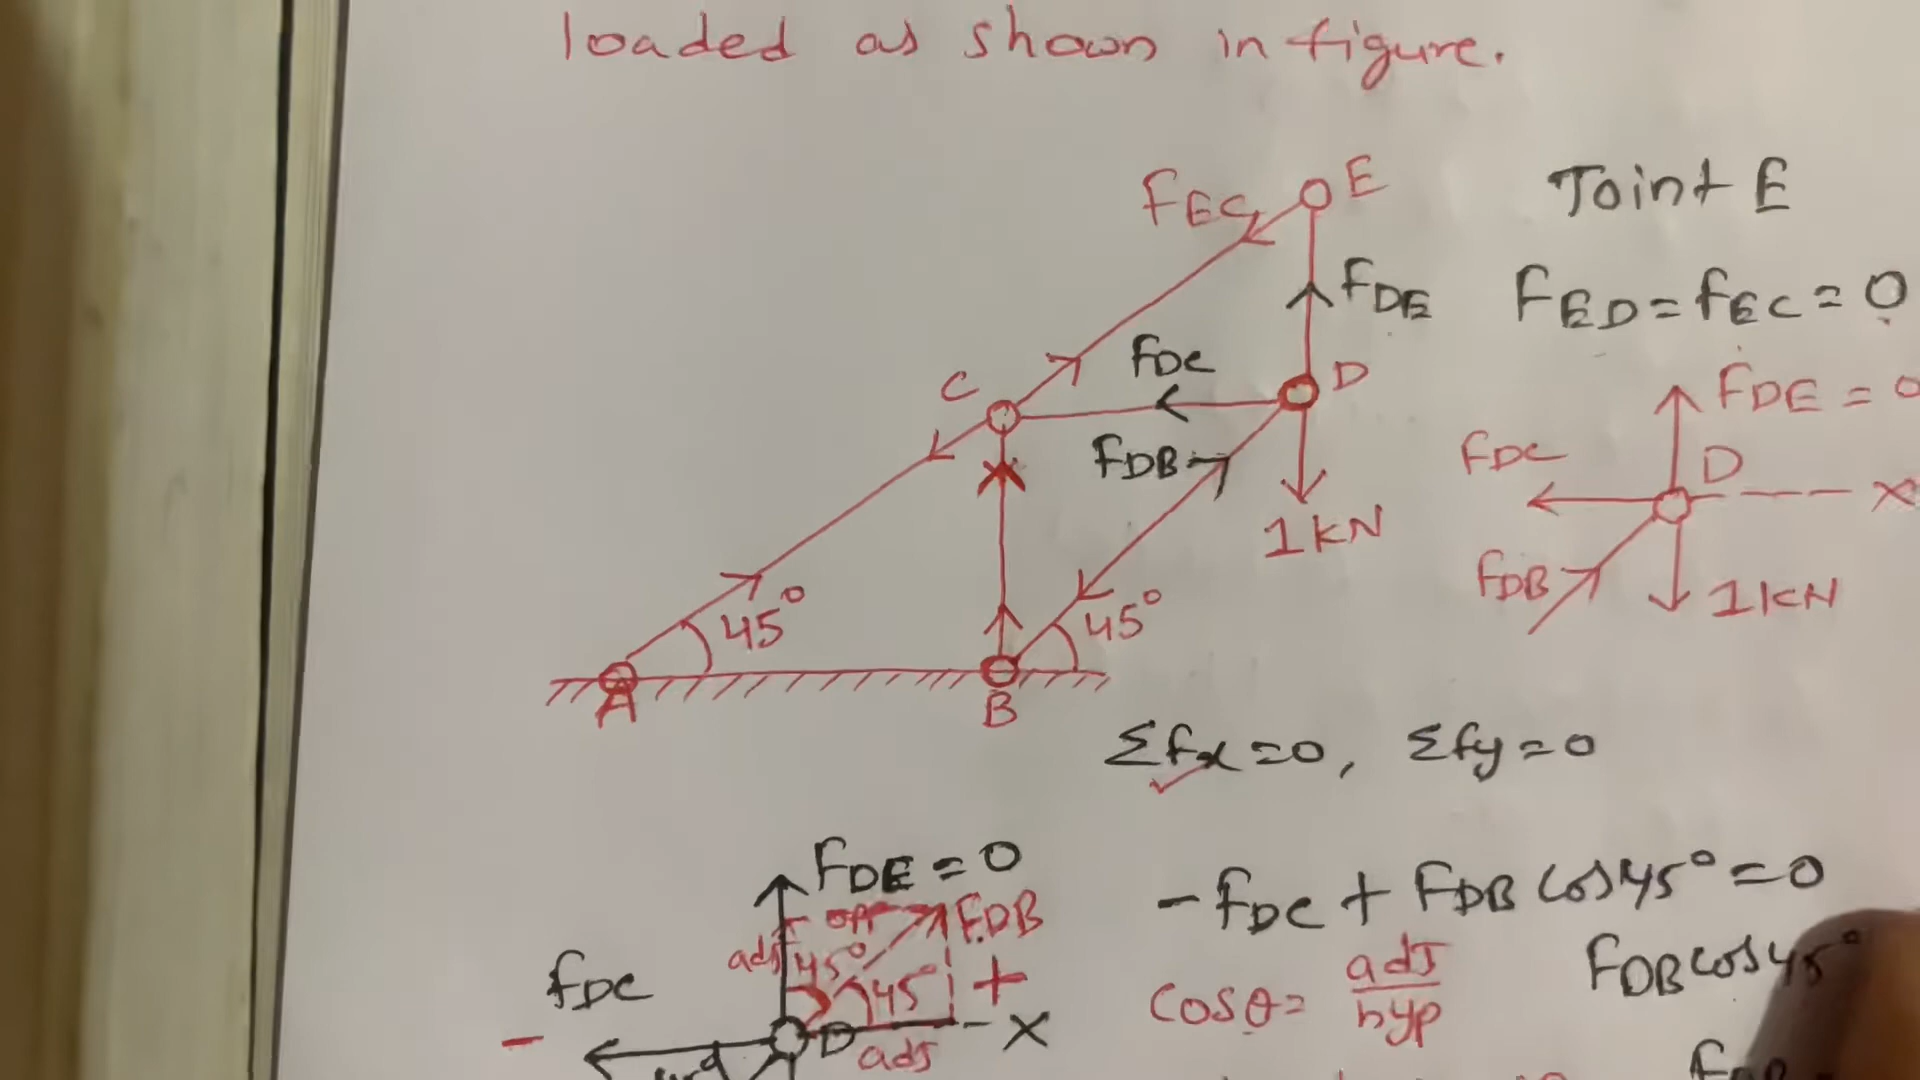 loaded as shown in figure.
E
FEC
Joint E
FDE
FED = FEC = 0
FDC
D
C
FDE = 0
FDC
D
X
FDB
1KN
FDB
1KN
45°
45°
A
B
Σfx = 0, Σfy = 0
FDE = 0
opp
FDB
adj
45°
45°
+
-FDC + FDB cos45° = 0
FDC
cosθ = adj/hyp
FDB cos45°
-
D
adj
X